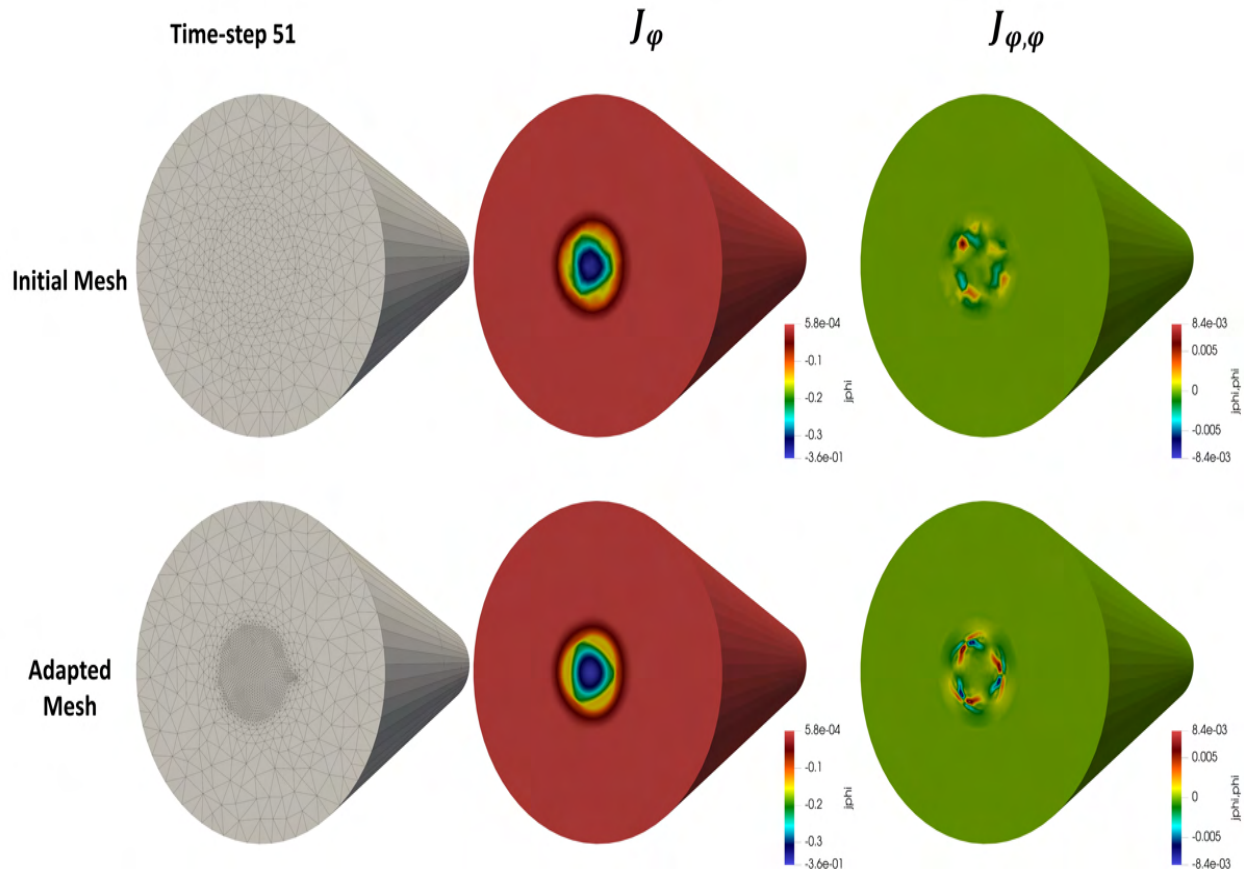 Time-step 51
J_φ
J_φ,φ
Initial Mesh
5.8e-04
-0.1
-0.2
-0.3
-3.6e-01
jphi
8.4e-03
0.005
0
-0.005
-8.4e-03
jphi,phi
Adapted
Mesh
5.8e-04
-0.1
-0.2
-0.3
-3.6e-01
jphi
8.4e-03
0.005
0
-0.005
-8.4e-03
jphi,phi